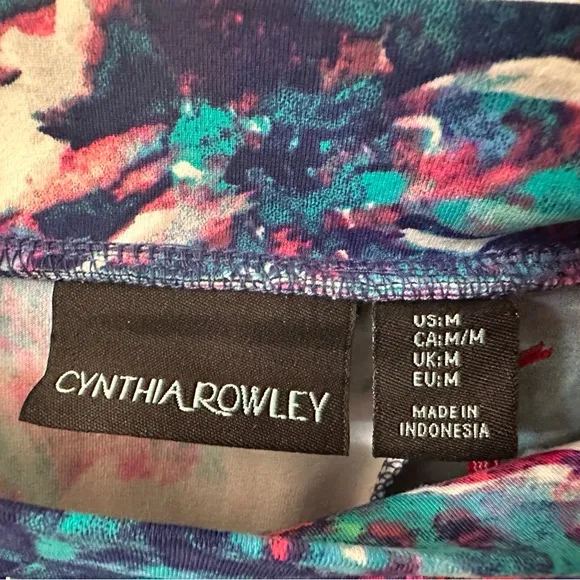 CYNTHIA ROWLEY
US:M
CA:M/M
UK:M
EU:M
MADE IN
INDONESIA